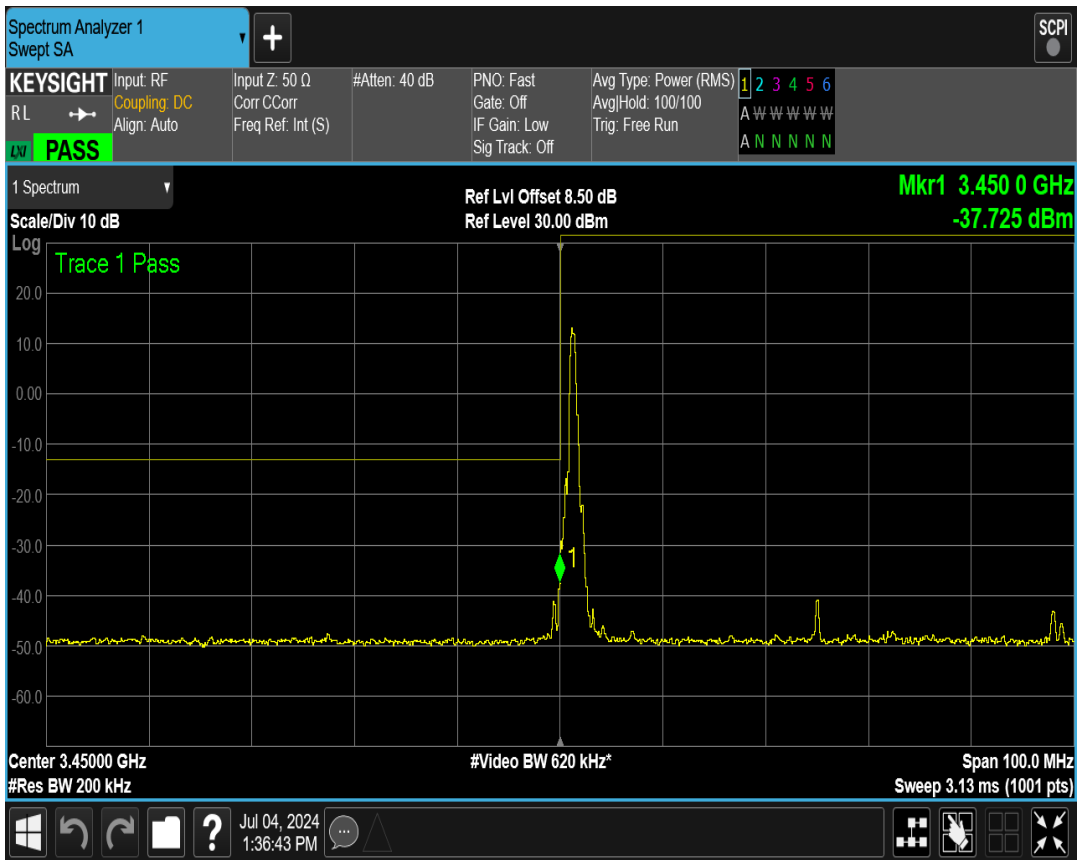 Spectrum Analyzer 1
Swept SA
SCPI
KEYSIGHT
RL
LXI PASS
Input: RF
Coupling: DC
Align: Auto
Input Z: 50 Ω
Corr CCorr
Freq Ref: Int (S)
#Atten: 40 dB
PNO: Fast
Gate: Off
IF Gain: Low
Sig Track: Off
Avg Type: Power (RMS)
Avg|Hold: 100/100
Trig: Free Run
1 2 3 4 5 6
A W W W W W
A N N N N N
1 Spectrum
Scale/Div 10 dB
Ref Lvl Offset 8.50 dB
Ref Level 30.00 dBm
Mkr1 3.450 0 GHz
-37.725 dBm
Log
Trace 1 Pass
20.0
10.0
0.00
-10.0
-20.0
-30.0
1
-40.0
-50.0
-60.0
Center 3.45000 GHz
#Res BW 200 kHz
#Video BW 620 kHz*
Span 100.0 MHz
Sweep 3.13 ms (1001 pts)
?
Jul 04, 2024
1:36:43 PM